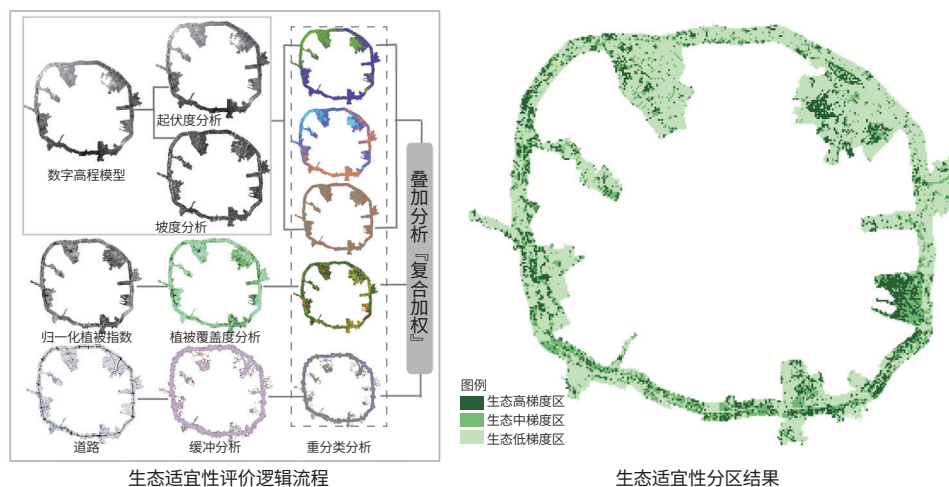 起伏度分析
数字高程模型
坡度分析
归一化植被指数
植被覆盖度分析
道路
缓冲分析
重分类分析
叠加分析『复合加权』
生态适宜性评价逻辑流程
图例
生态高梯度区
生态中梯度区
生态低梯度区
生态适宜性分区结果